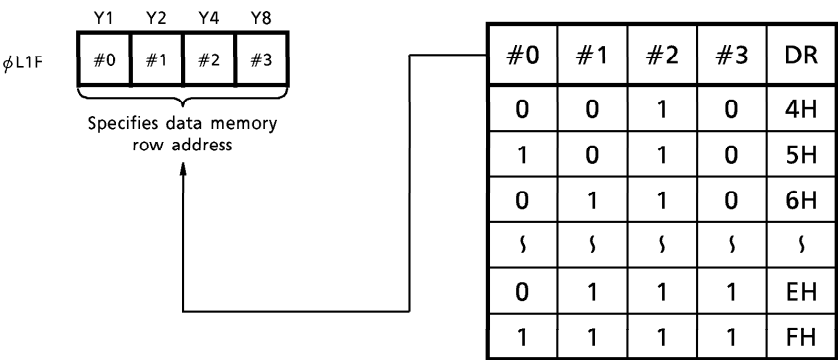 Y1 Y2 Y4 Y8
ϕL1F #0 #1 #2 #3
Specifies data memory
row address
#0 #1 #2 #3 DR
0 0 1 0 4H
1 0 1 0 5H
0 1 1 0 6H
∫ ∫ ∫ ∫ ∫
0 1 1 1 EH
1 1 1 1 FH